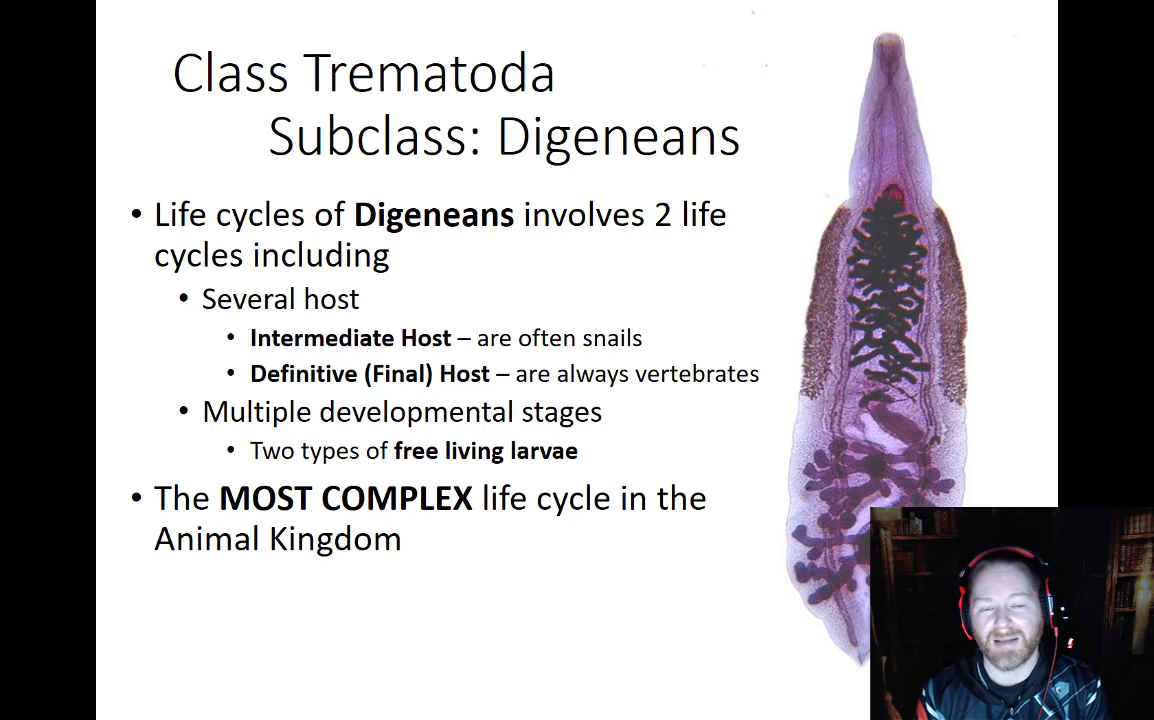 Class Trematoda
Subclass: Digeneans
• Life cycles of Digeneans involves 2 life
cycles including
• Several host
• Intermediate Host – are often snails
• Definitive (Final) Host – are always vertebrates
• Multiple developmental stages
• Two types of free living larvae
• The MOST COMPLEX life cycle in the
Animal Kingdom